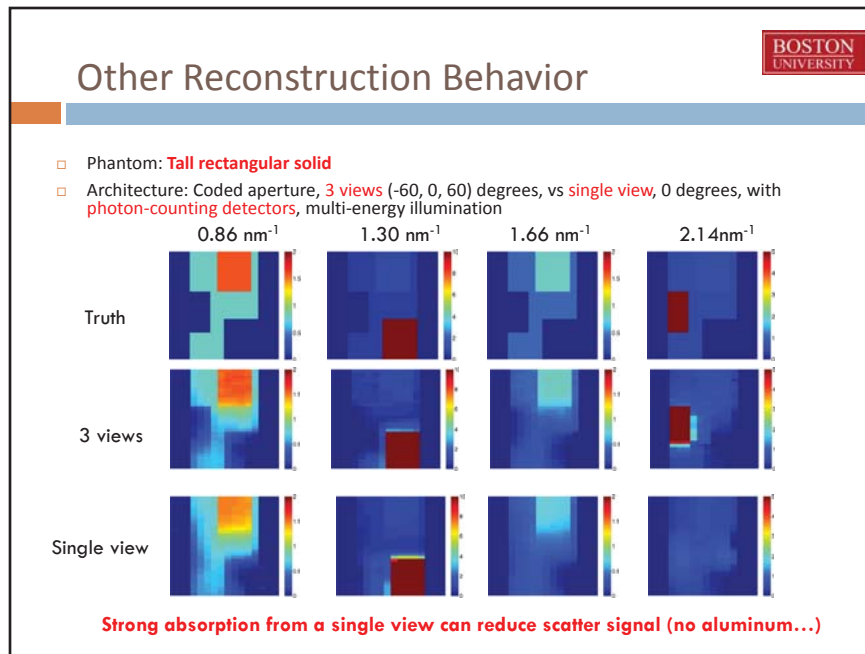 BOSTON
UNIVERSITY
Other Reconstruction Behavior
Phantom: Tall rectangular solid
Architecture: Coded aperture, 3 views (-60, 0, 60) degrees, vs single view, 0 degrees, with
photon-counting detectors, multi-energy illumination
0.86 nm⁻¹ 1.30 nm⁻¹ 1.66 nm⁻¹ 2.14nm⁻¹
Truth
3 views
Single view
Strong absorption from a single view can reduce scatter signal (no aluminum...)